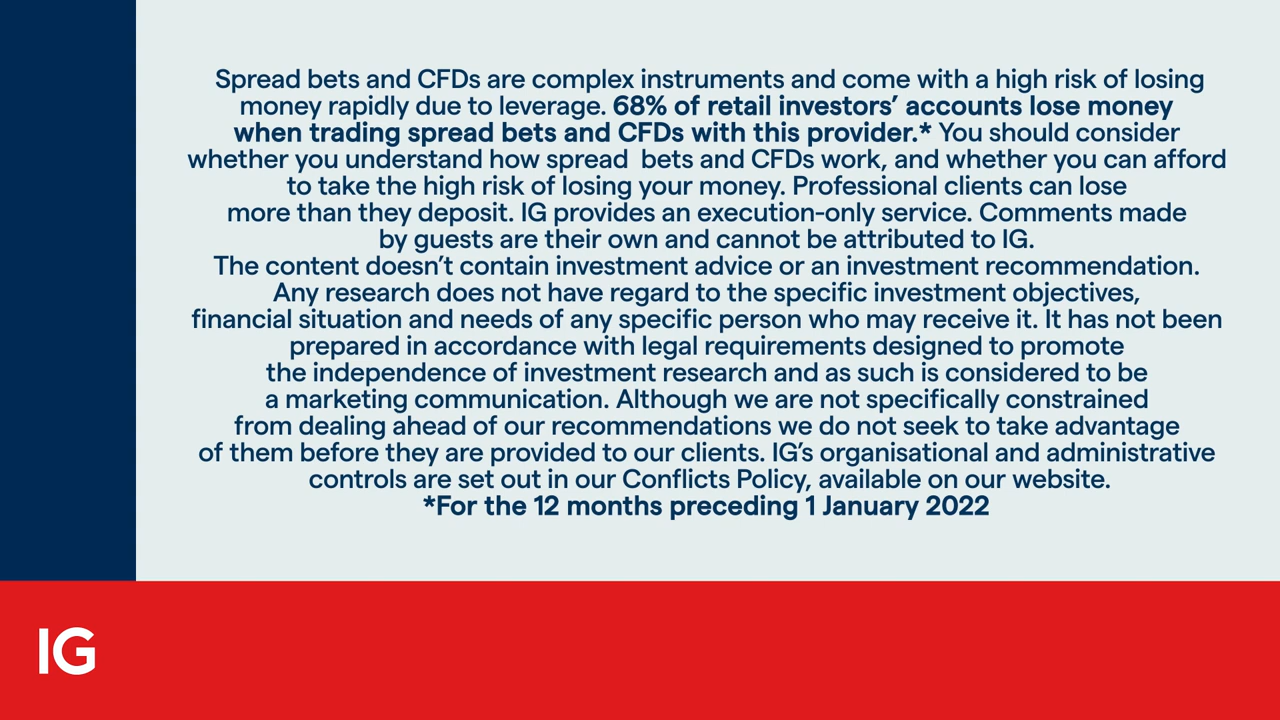 Spread bets and CFDs are complex instruments and come with a high risk of losing
money rapidly due to leverage. 68% of retail investors’ accounts lose money
when trading spread bets and CFDs with this provider.* You should consider
whether you understand how spread  bets and CFDs work, and whether you can afford
to take the high risk of losing your money. Professional clients can lose
more than they deposit. IG provides an execution-only service. Comments made
by guests are their own and cannot be attributed to IG.
The content doesn’t contain investment advice or an investment recommendation.
Any research does not have regard to the specific investment objectives,
financial situation and needs of any specific person who may receive it. It has not been
prepared in accordance with legal requirements designed to promote
the independence of investment research and as such is considered to be
a marketing communication. Although we are not specifically constrained
from dealing ahead of our recommendations we do not seek to take advantage
of them before they are provided to our clients. IG’s organisational and administrative
controls are set out in our Conflicts Policy, available on our website.
*For the 12 months preceding 1 January 2022
IG